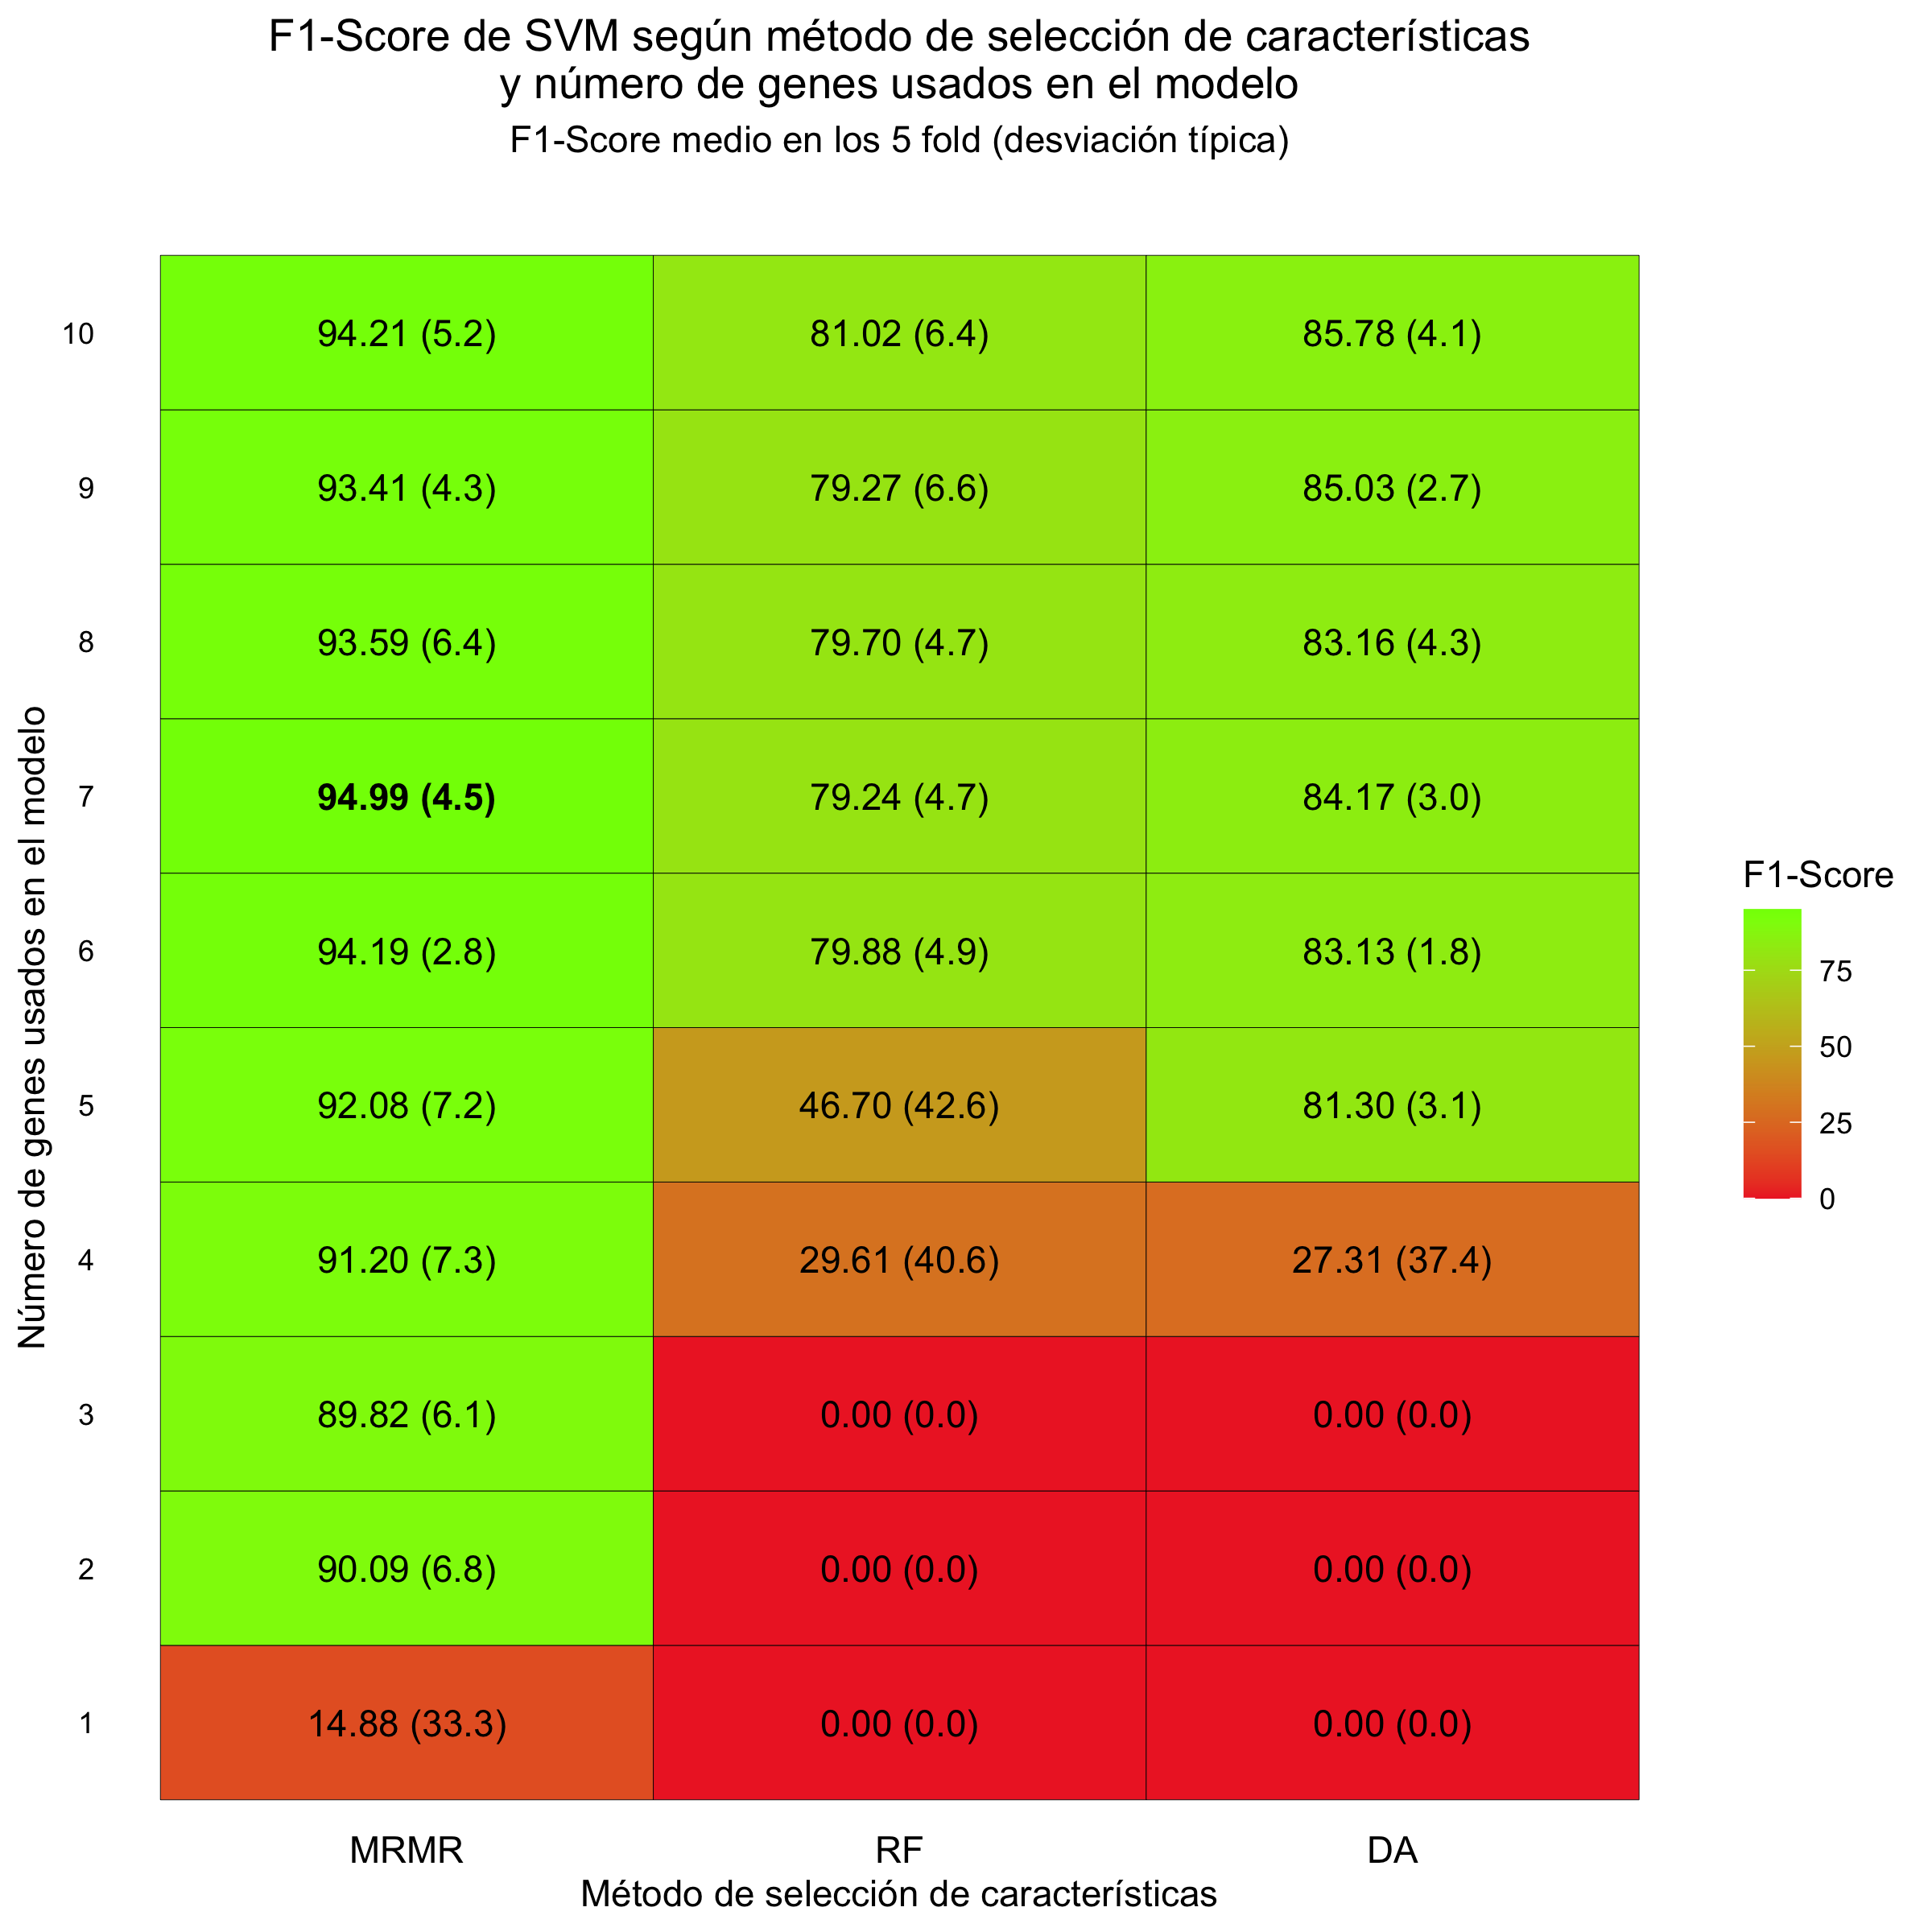 F1-Score de SVM según método de selección de características
y número de genes usados en el modelo
F1-Score medio en los 5 fold (desviación típica)
Número de genes usados en el modelo
10 94.21 (5.2) 81.02 (6.4) 85.78 (4.1)
9 93.41 (4.3) 79.27 (6.6) 85.03 (2.7)
8 93.59 (6.4) 79.70 (4.7) 83.16 (4.3)
7 94.99 (4.5) 79.24 (4.7) 84.17 (3.0)
6 94.19 (2.8) 79.88 (4.9) 83.13 (1.8)
5 92.08 (7.2) 46.70 (42.6) 81.30 (3.1)
4 91.20 (7.3) 29.61 (40.6) 27.31 (37.4)
3 89.82 (6.1) 0.00 (0.0) 0.00 (0.0)
2 90.09 (6.8) 0.00 (0.0) 0.00 (0.0)
1 14.88 (33.3) 0.00 (0.0) 0.00 (0.0)
MRMR RF DA
Método de selección de características
F1-Score
75
50
25
0